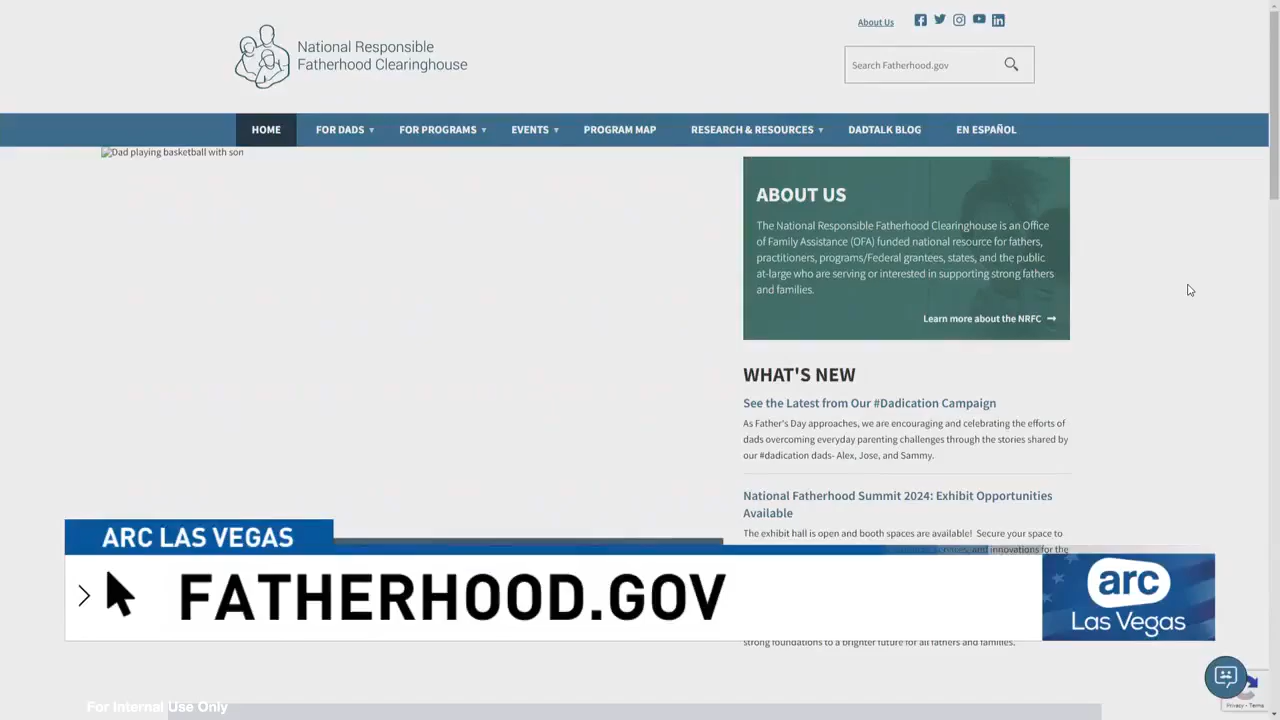 About Us
National Responsible
Fatherhood Clearinghouse
Search Fatherhood.gov
HOME
FOR DADS
FOR PROGRAMS
EVENTS
PROGRAM MAP
RESEARCH & RESOURCES
DADTALK BLOG
EN ESPAÑOL
Dad playing basketball with son
ABOUT US
The National Responsible Fatherhood Clearinghouse is an Office
of Family Assistance (OFA) funded national resource for fathers,
practitioners, programs/Federal grantees, states, and the public
at-large who are serving or interested in supporting strong fathers
and families.
Learn more about the NRFC
WHAT'S NEW
See the Latest from Our #Dadication Campaign
As Father's Day approaches, we are encouraging and celebrating the efforts of
dads overcoming everyday parenting challenges through the stories shared by
our #dadication dads- Alex, Jose, and Sammy.
National Fatherhood Summit 2024: Exhibit Opportunities
Available
The exhibit hall is open and booth spaces are available! Secure your space to
and innovations for the
ARC LAS VEGAS
FATHERHOOD.GOV
arc
Las Vegas
strong foundations to a brighter future for all fathers and families.
For Internal Use Only
Privacy - Terms